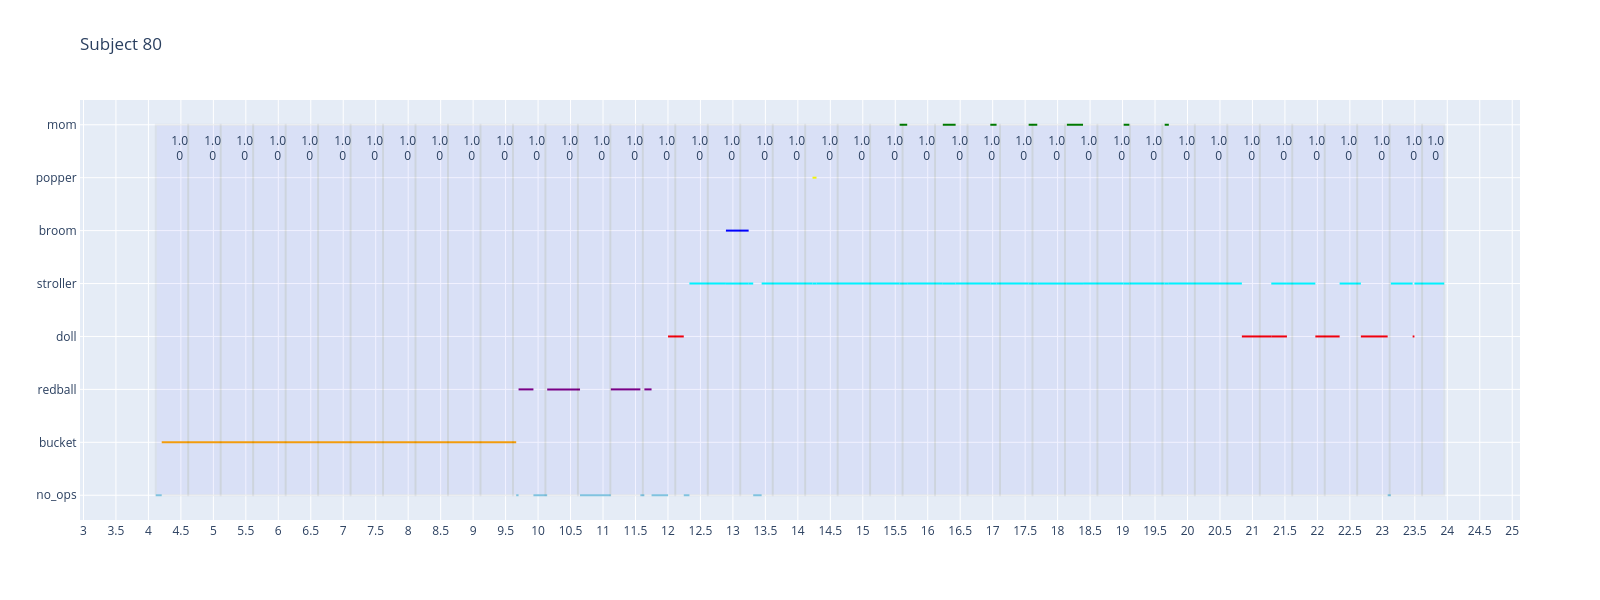 Subject 80
mom
1.0 1.0 1.0 1.0 1.0 1.0 1.0 1.0 1.0 1.0 1.0 1.0 1.0 1.0 1.0 1.0 1.0 1.0 1.0 1.0 1.0 1.0 1.0 1.0 1.0 1.0 1.0 1.0 1.0 1.0 1.0 1.0 1.0 1.0 1.0 1.0 1.0 1.0 1.0 1.0
0 0 0 0 0 0 0 0 0 0 0 0 0 0 0 0 0 0 0 0 0 0 0 0 0 0 0 0 0 0 0 0 0 0 0 0 0 0 0 0
popper
broom
stroller
doll
redball
bucket
no_ops
3 3.5 4 4.5 5 5.5 6 6.5 7 7.5 8 8.5 9 9.5 10 10.5 11 11.5 12 12.5 13 13.5 14 14.5 15 15.5 16 16.5 17 17.5 18 18.5 19 19.5 20 20.5 21 21.5 22 22.5 23 23.5 24 24.5 25